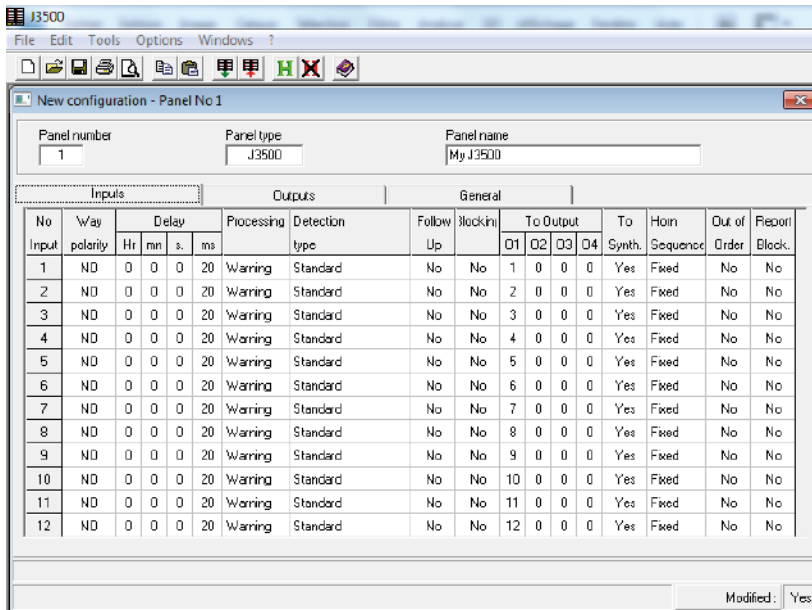 J3500
File Edit Tools Options Windows ?
New configuration - Panel No 1
Panel number Panel type Panel name
1 J3500 My J3500
Inputs Outputs General
No Way Delay Processing Detection Follow Blocking To Output To Horn Out of Report
Input polarity Hr mn s. ms type Up O1 O2 O3 O4 Synth. Sequence Order Block.
1 NO 0 0 0 20 Warning Standard No No 1 0 0 0 Yes Fixed No No
2 NO 0 0 0 20 Warning Standard No No 2 0 0 0 Yes Fixed No No
3 NO 0 0 0 20 Warning Standard No No 3 0 0 0 Yes Fixed No No
4 NO 0 0 0 20 Warning Standard No No 4 0 0 0 Yes Fixed No No
5 NO 0 0 0 20 Warning Standard No No 5 0 0 0 Yes Fixed No No
6 NO 0 0 0 20 Warning Standard No No 6 0 0 0 Yes Fixed No No
7 NO 0 0 0 20 Warning Standard No No 7 0 0 0 Yes Fixed No No
8 NO 0 0 0 20 Warning Standard No No 8 0 0 0 Yes Fixed No No
9 NO 0 0 0 20 Warning Standard No No 9 0 0 0 Yes Fixed No No
10 NO 0 0 0 20 Warning Standard No No 10 0 0 0 Yes Fixed No No
11 NO 0 0 0 20 Warning Standard No No 11 0 0 0 Yes Fixed No No
12 NO 0 0 0 20 Warning Standard No No 12 0 0 0 Yes Fixed No No
Modified : Yes